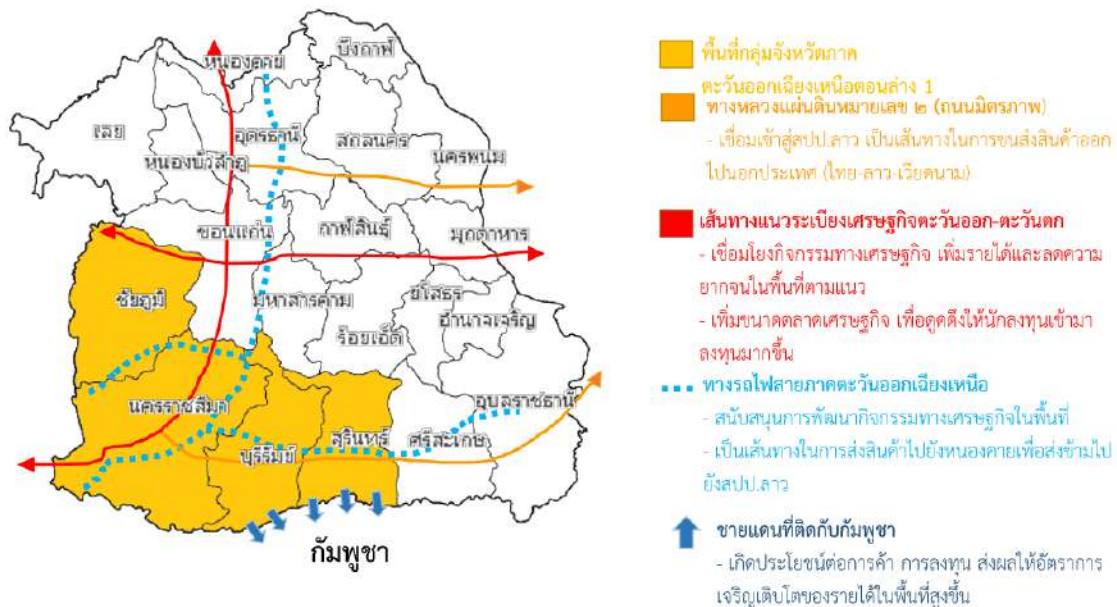 บึงกาฬ
หนองคาย
เลย
อุดรธานี
สกลนคร
นครพนม
หนองบัวลำภู
ขอนแก่น
กาฬสินธุ์
มุกดาหาร
ชัยภูมิ
มหาสารคาม
ยโสธร
อำนาจเจริญ
ร้อยเอ็ด
นครราชสีมา
บุรีรัมย์
สุรินทร์
ศรีสะเกษ
อุบลราชธานี
กัมพูชา
พื้นที่กลุ่มจังหวัดภาค
ตะวันออกเฉียงเหนือตอนล่าง 1
ทางหลวงแผ่นดินหมายเลข ๒ (ถนนมิตรภาพ)
- เชื่อมเข้าสู่สปป.ลาว เป็นเส้นทางในการขนส่งสินค้าออก
ไปนอกประเทศ (ไทย-ลาว-เวียดนาม)
เส้นทางแนวระเบียงเศรษฐกิจตะวันออก-ตะวันตก
- เชื่อมโยงกิจกรรมทางเศรษฐกิจ เพิ่มรายได้และลดความ
ยากจนในพื้นที่ตามแนว
- เพิ่มขนาดตลาดเศรษฐกิจ เพื่อดูดดึงให้นักลงทุนเข้ามา
ลงทุนมากขึ้น
ทางรถไฟสายภาคตะวันออกเฉียงเหนือ
- สนับสนุนการพัฒนากิจกรรมทางเศรษฐกิจในพื้นที่
- เป็นเส้นทางในการส่งสินค้าไปยังหนองคายเพื่อส่งข้ามไป
ยังสปป.ลาว
ชายแดนที่ติดกับกัมพูชา
- เกิดประโยชน์ต่อการค้า การลงทุน ส่งผลให้อัตราการ
เจริญเติบโตของรายได้ในพื้นที่สูงขึ้น